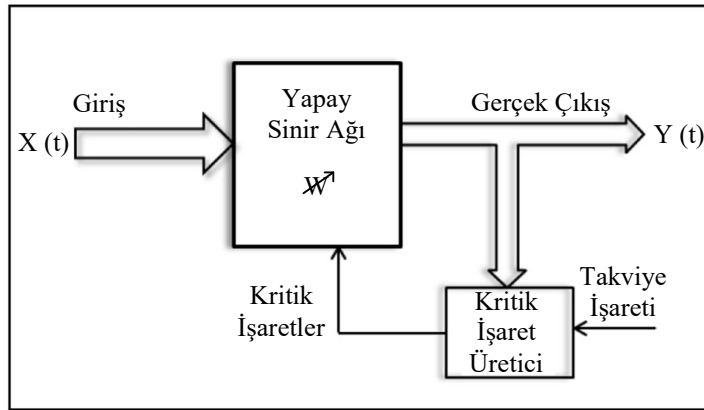 Giriş
X (t)
Yapay
Sinir Ağı
W
Gerçek Çıkış
Y (t)
Kritik
İşaretler
Kritik
İşaret
Üretici
Takviye
İşareti